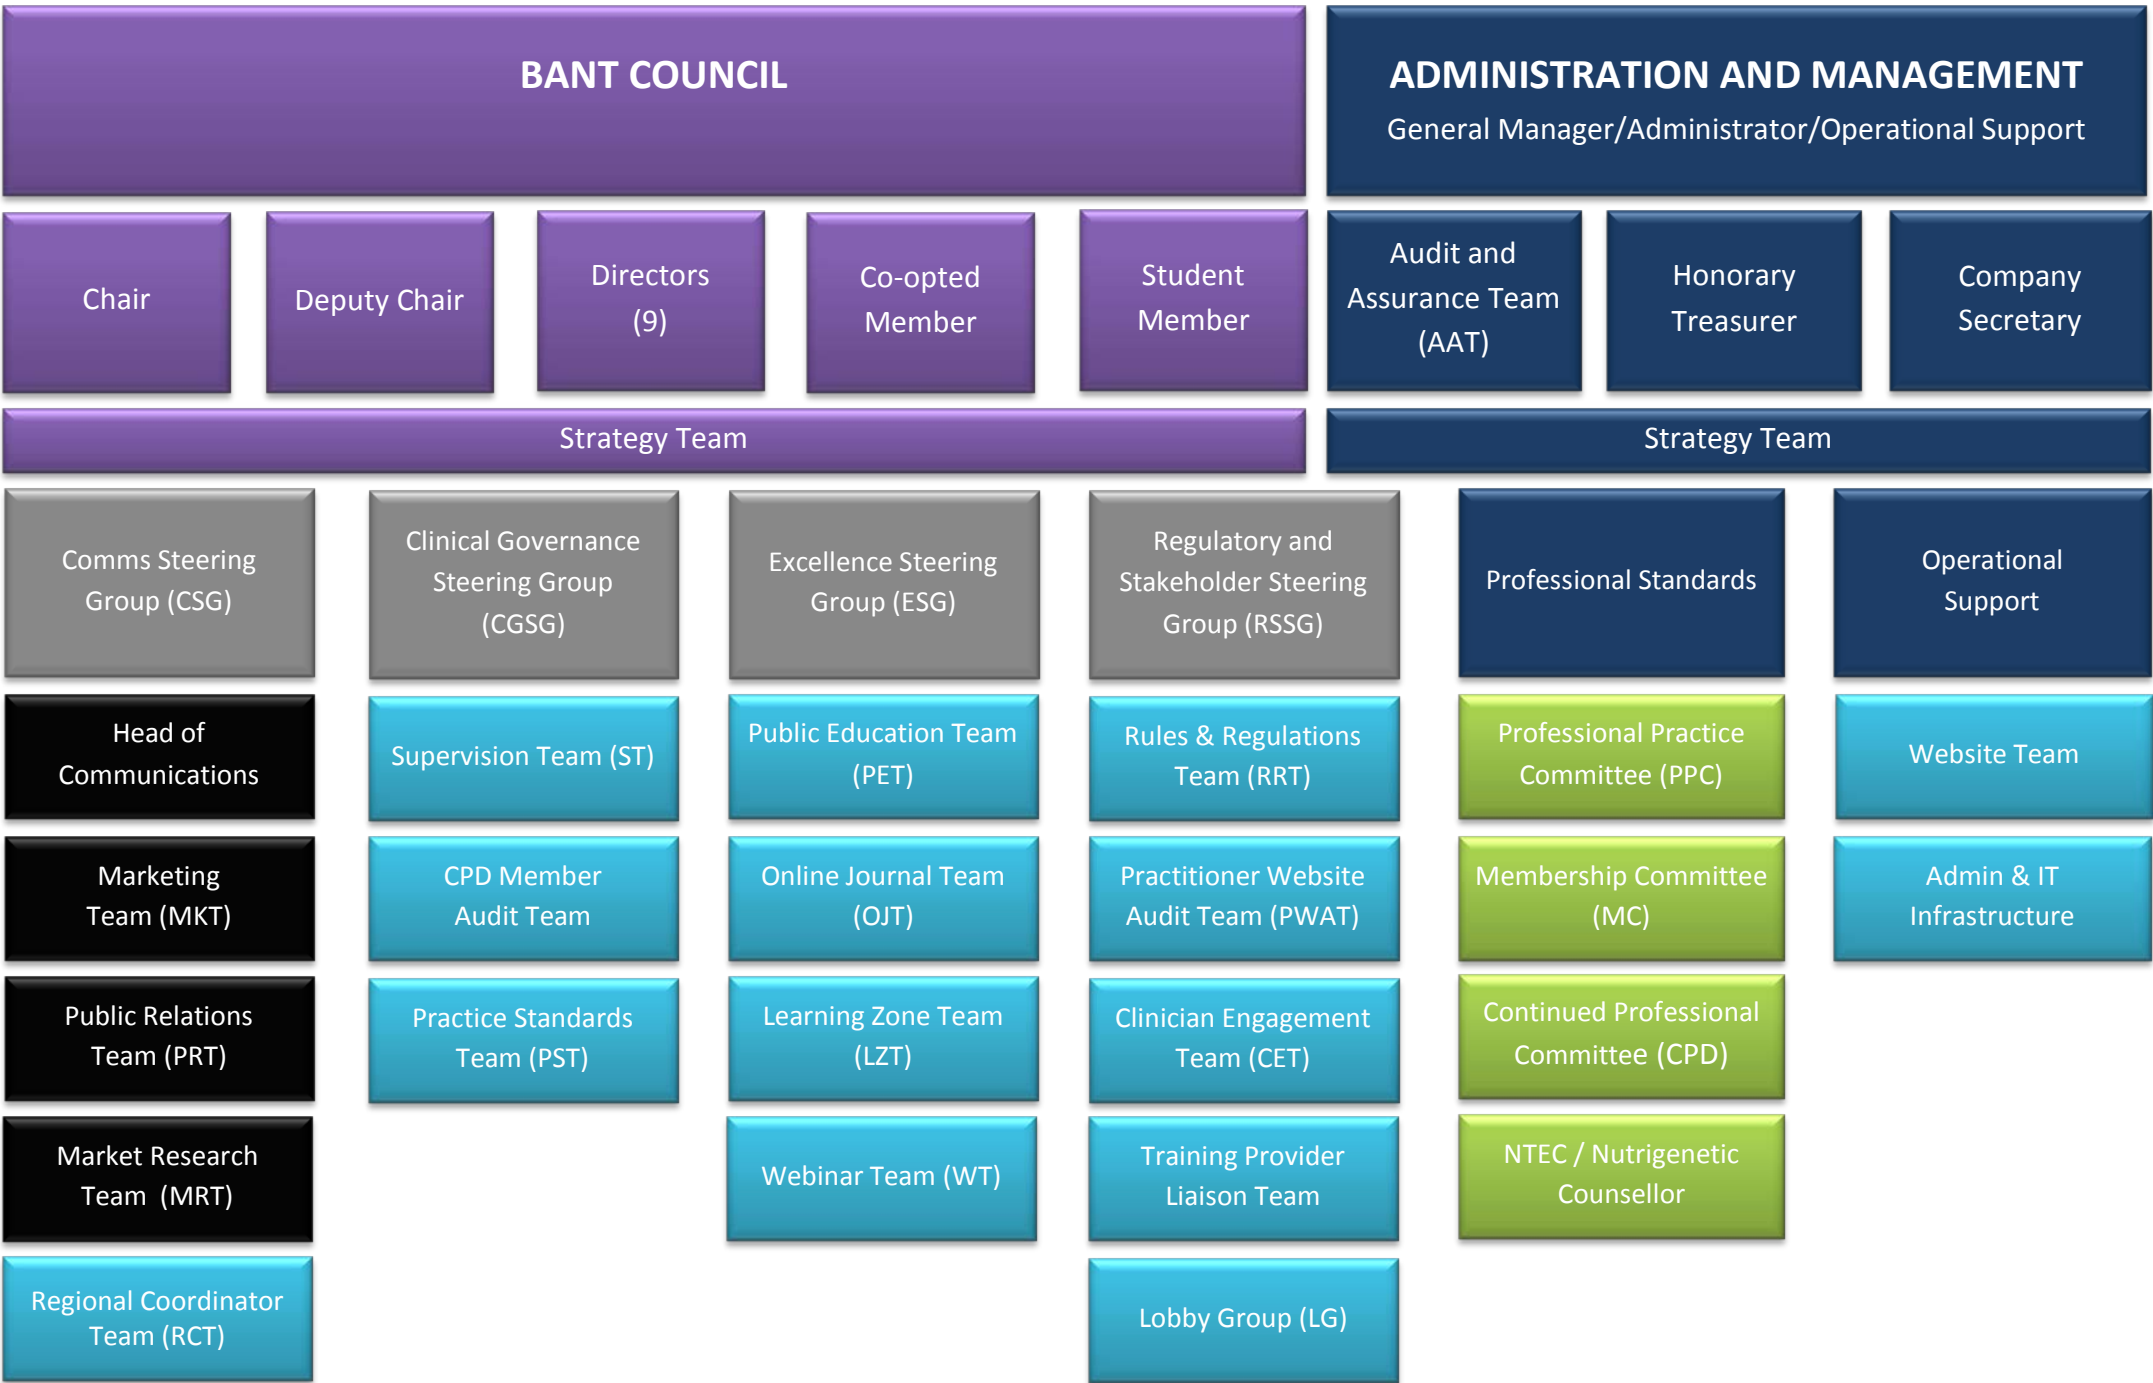 BANT COUNCIL
ADMINISTRATION AND MANAGEMENT
General Manager/Administrator/Operational Support
Chair
Deputy Chair
Directors
(9)
Co-opted
Member
Student
Member
Audit and
Assurance Team
(AAT)
Honorary
Treasurer
Company
Secretary
Strategy Team
Strategy Team
Comms Steering
Group (CSG)
Clinical Governance
Steering Group
(CGSG)
Excellence Steering
Group (ESG)
Regulatory and
Stakeholder Steering
Group (RSSG)
Professional Standards
Operational
Support
Head of
Communications
Supervision Team (ST)
Public Education Team
(PET)
Rules & Regulations
Team (RRT)
Professional Practice
Committee (PPC)
Website Team
Marketing
Team (MKT)
CPD Member
Audit Team
Online Journal Team
(OJT)
Practitioner Website
Audit Team (PWAT)
Membership Committee
(MC)
Admin & IT
Infrastructure
Public Relations
Team (PRT)
Practice Standards
Team (PST)
Learning Zone Team
(LZT)
Clinician Engagement
Team (CET)
Continued Professional
Committee (CPD)
Market Research
Team  (MRT)
Webinar Team (WT)
Training Provider
Liaison Team
NTEC / Nutrigenetic
Counsellor
Regional Coordinator
Team (RCT)
Lobby Group (LG)